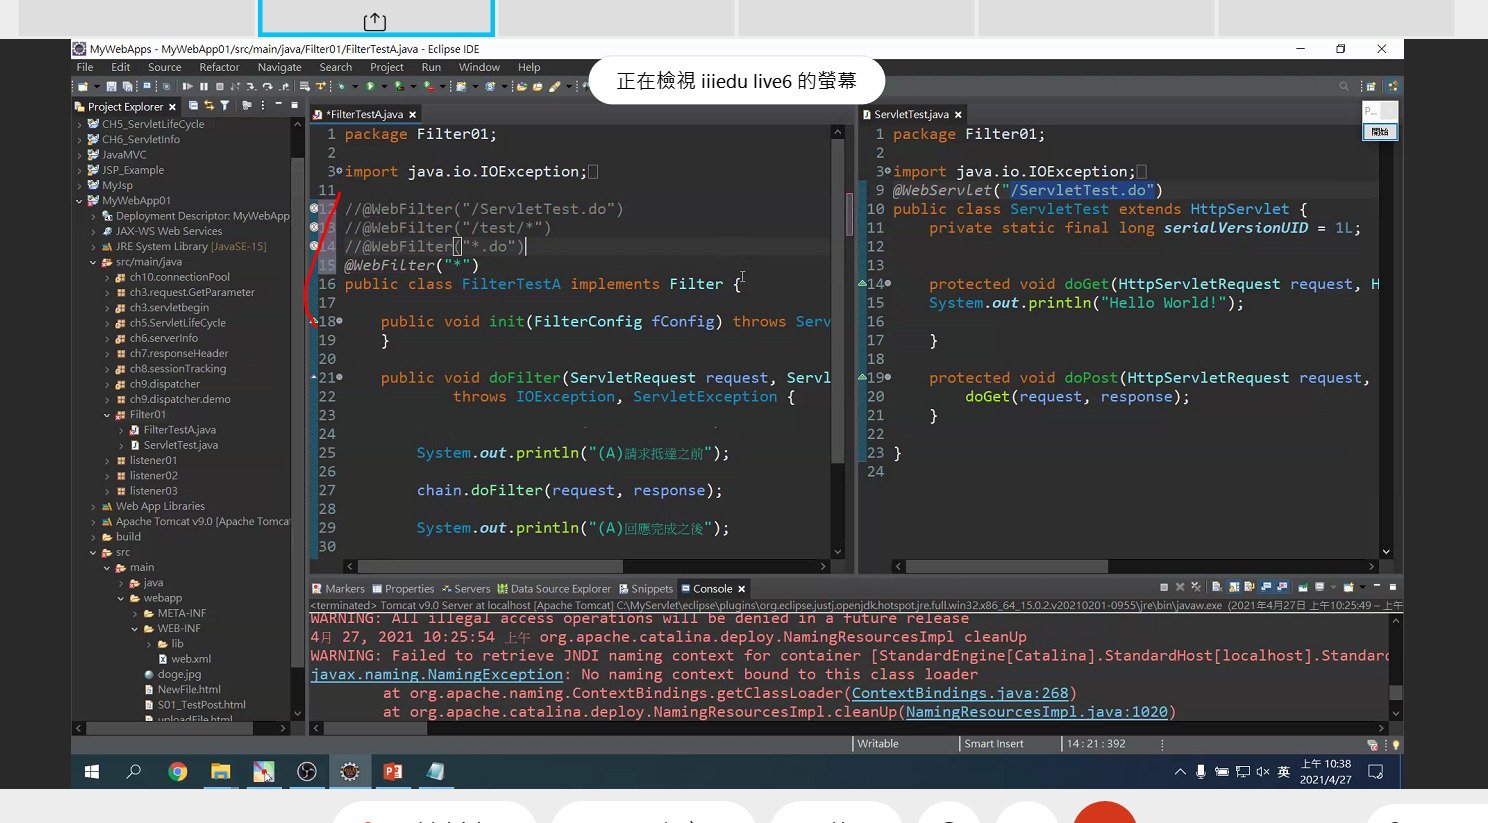 MyWebApps - MyWebApp01/src/main/java/Filter01/FilterTestA.java - Eclipse IDE
File Edit Source Refactor Navigate Search Project Run Window Help
正在檢視 iiiedu live6 的螢幕
Project Explorer
CH5_ServletLifeCycle
CH6_ServletInfo
JavaMVC
JSP_Example
MyJsp
MyWebApp01
Deployment Descriptor: MyWebApp
JAX-WS Web Services
JRE System Library [JavaSE-15]
src/main/java
ch10.connectionPool
ch3.request.GetParameter
ch3.servletbegin
ch5.ServletLifeCycle
ch6.serverInfo
ch7.responseHeader
ch8.sessionTracking
ch9.dispatcher
ch9.dispatcher.demo
Filter01
FilterTestA.java
ServletTest.java
listener01
listener02
listener03
Web App Libraries
Apache Tomcat v9.0 [Apache Tomcat
build
src
main
java
webapp
META-INF
WEB-INF
lib
web.xml
doge.jpg
NewFile.html
S01_TestPost.html
uploadFile.html
*FilterTestA.java
1 package Filter01;
2
3 import java.io.IOException;
11
12 //@WebFilter("/ServletTest.do")
13 //@WebFilter("/test/*")
14 //@WebFilter("*.do")
15 @WebFilter("*")
16 public class FilterTestA implements Filter {
17
18 public void init(FilterConfig fConfig) throws Serv
19 }
20
21 public void doFilter(ServletRequest request, Servl
22 throws IOException, ServletException {
23
24
25 System.out.println("(A)請求抵達之前");
26
27 chain.doFilter(request, response);
28
29 System.out.println("(A)回應完成之後");
30
ServletTest.java
1 package Filter01;
2
3 import java.io.IOException;
9 @WebServlet("/ServletTest.do")
10 public class ServletTest extends HttpServlet {
11 private static final long serialVersionUID = 1L;
12
13
14 protected void doGet(HttpServletRequest request, H
15 System.out.println("Hello World!");
16
17 }
18
19 protected void doPost(HttpServletRequest request,
20 doGet(request, response);
21 }
22
23 }
24
P...
開始
Markers Properties Servers Data Source Explorer Snippets Console
<terminated> Tomcat v9.0 Server at localhost [Apache Tomcat] C:\MyServlet\eclipse\plugins\org.eclipse.justj.openjdk.hotspot.jre.full.win32.x86_64_15.0.2.v20210201-0955\jre\bin\javaw.exe (2021年4月27日 上午10:25:49 – 上午
WARNING: All illegal access operations will be denied in a future release
4月 27, 2021 10:25:54 上午 org.apache.catalina.deploy.NamingResourcesImpl cleanUp
WARNING: Failed to retrieve JNDI naming context for container [StandardEngine[Catalina].StandardHost[localhost].Standard
javax.naming.NamingException: No naming context bound to this class loader
at org.apache.naming.ContextBindings.getClassLoader(ContextBindings.java:268)
at org.apache.catalina.deploy.NamingResourcesImpl.cleanUp(NamingResourcesImpl.java:1020)
Writable Smart Insert 14 : 21 : 392
英
上午 10:38
2021/4/27